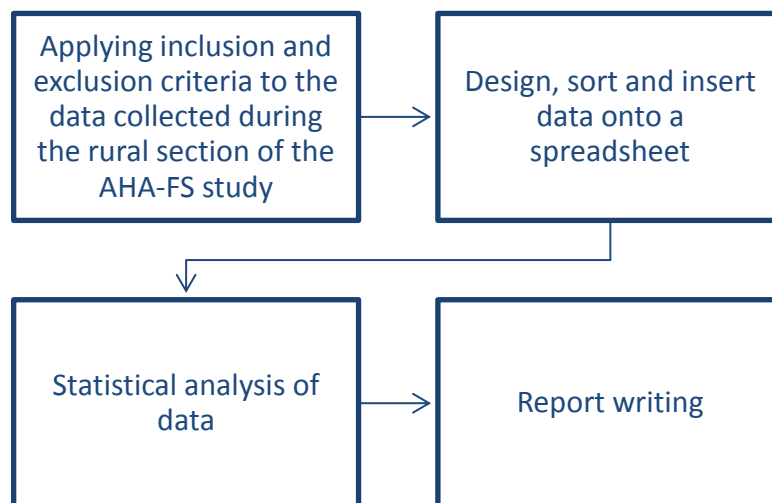 Applying inclusion and
exclusion criteria to the
data collected during
the rural section of the
AHA-FS study
Design, sort and insert
data onto a
spreadsheet
Statistical analysis of
data
Report writing